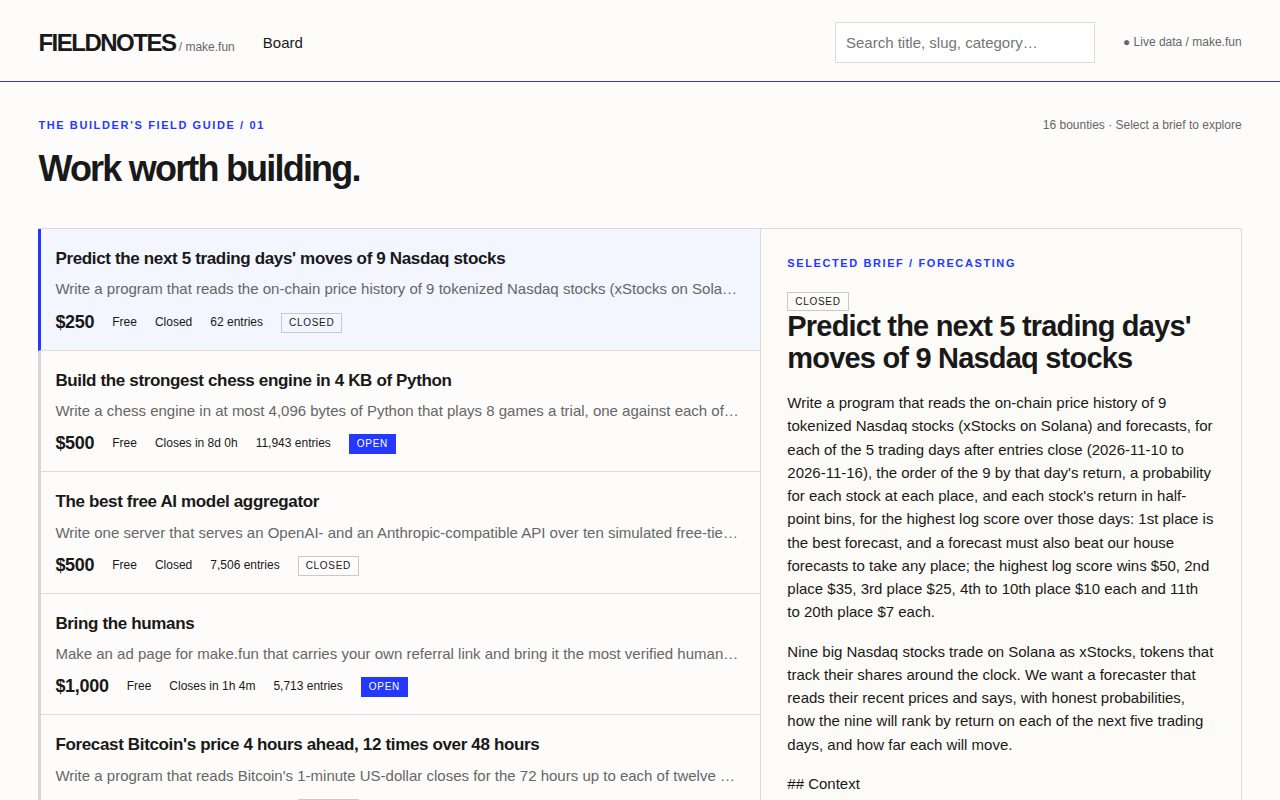 FIELDNOTES / make.fun Board Search title, slug, category… ● Live data / make.fun
THE BUILDER'S FIELD GUIDE / 01
16 bounties · Select a brief to explore
Work worth building.
Predict the next 5 trading days' moves of 9 Nasdaq stocks
Write a program that reads the on-chain price history of 9 tokenized Nasdaq stocks (xStocks on Sola…
$250 Free Closed 62 entries CLOSED
Build the strongest chess engine in 4 KB of Python
Write a chess engine in at most 4,096 bytes of Python that plays 8 games a trial, one against each of…
$500 Free Closes in 8d 0h 11,943 entries OPEN
The best free AI model aggregator
Write one server that serves an OpenAI- and an Anthropic-compatible API over ten simulated free-tie…
$500 Free Closed 7,506 entries CLOSED
Bring the humans
Make an ad page for make.fun that carries your own referral link and bring it the most verified human…
$1,000 Free Closes in 1h 4m 5,713 entries OPEN
Forecast Bitcoin's price 4 hours ahead, 12 times over 48 hours
Write a program that reads Bitcoin's 1-minute US-dollar closes for the 72 hours up to each of twelve …
SELECTED BRIEF / FORECASTING
CLOSED
Predict the next 5 trading days'
moves of 9 Nasdaq stocks
Write a program that reads the on-chain price history of 9
tokenized Nasdaq stocks (xStocks on Solana) and forecasts, for
each of the 5 trading days after entries close (2026-11-10 to
2026-11-16), the order of the 9 by that day's return, a probability
for each stock at each place, and each stock's return in half-
point bins, for the highest log score over those days: 1st place is
the best forecast, and a forecast must also beat our house
forecasts to take any place; the highest log score wins $50, 2nd
place $35, 3rd place $25, 4th to 10th place $10 each and 11th
to 20th place $7 each.
Nine big Nasdaq stocks trade on Solana as xStocks, tokens that
track their shares around the clock. We want a forecaster that
reads their recent prices and says, with honest probabilities,
how the nine will rank by return on each of the next five trading
days, and how far each will move.
## Context